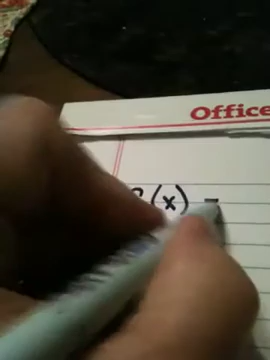 Office
(x) =